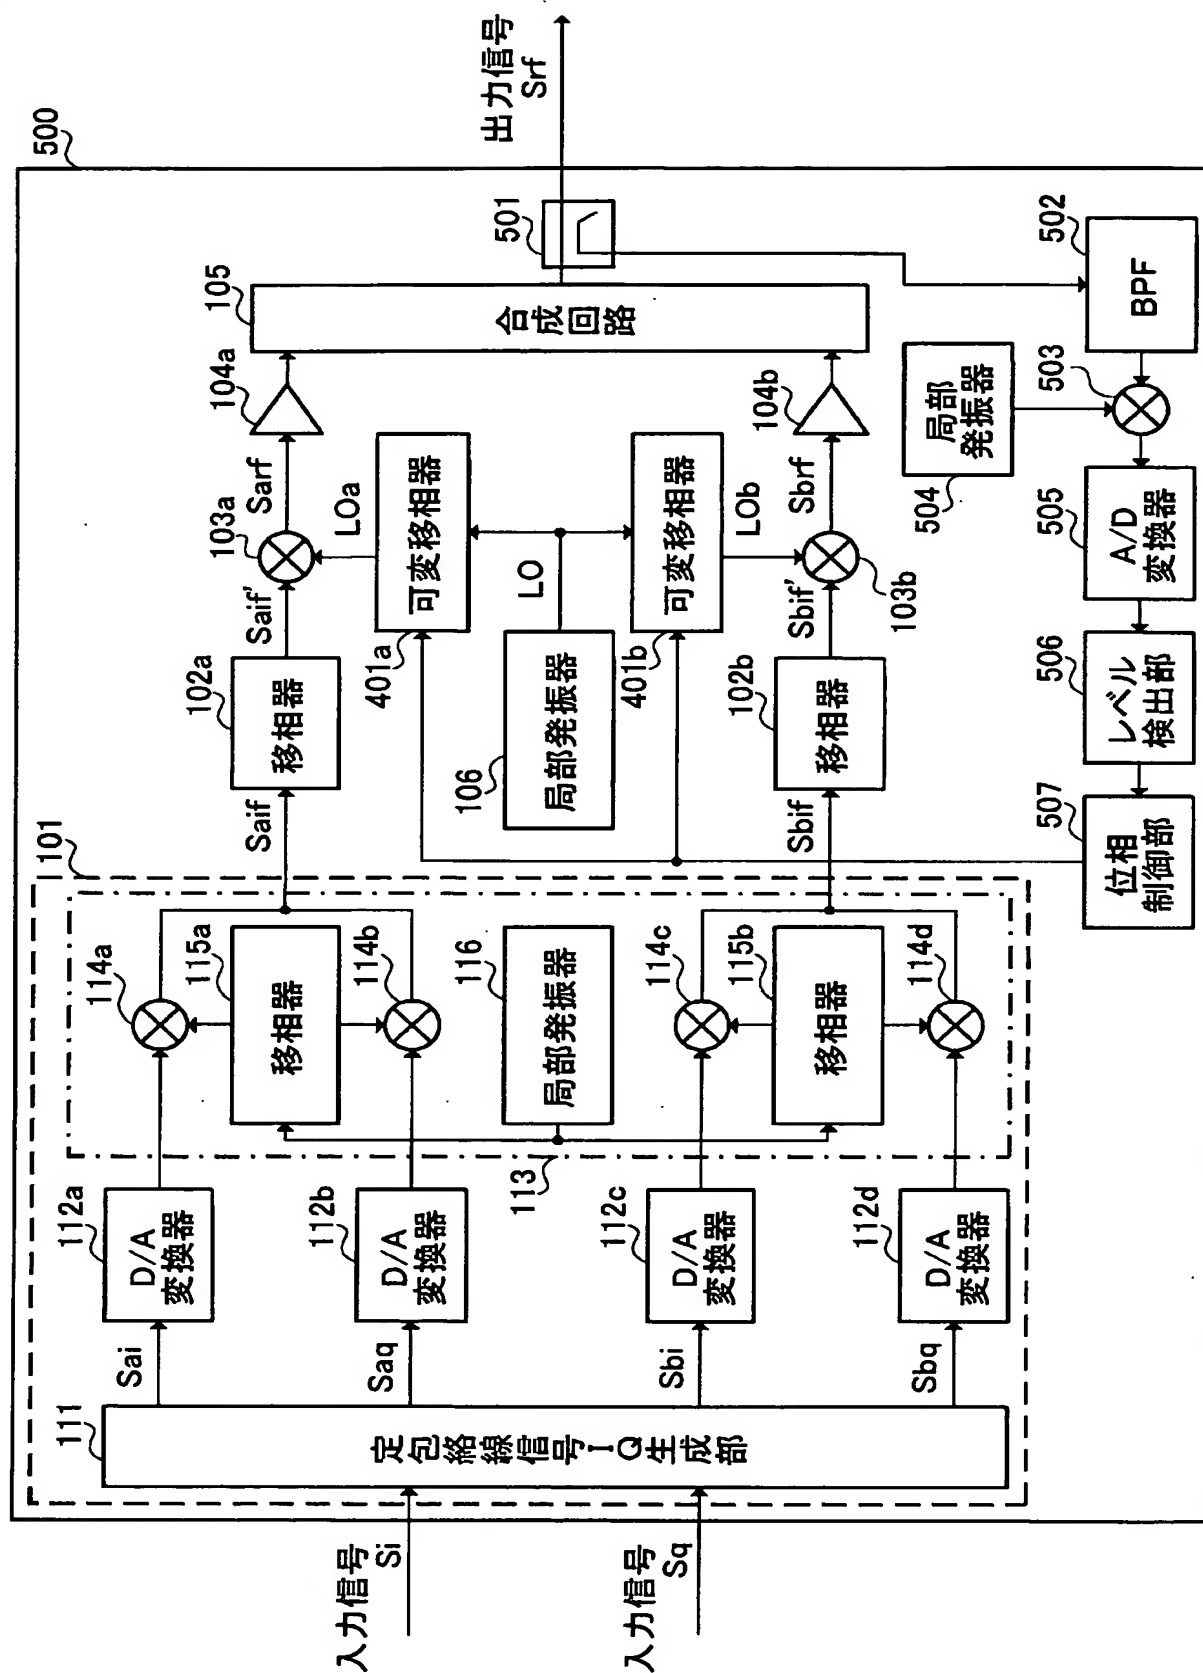 500
101
111
定包絡線信号IQ生成部
入力信号
Si
入力信号
Sq
Sai
Saq
Sbi
Sbq
112a
D/A
変換器
112b
D/A
変換器
112c
D/A
変換器
112d
D/A
変換器
113
114a
115a
移相器
114b
116
局部発振器
114c
115b
移相器
114d
Saif
102a
移相器
Saif'
103a
Sarf
104a
LOa
401a
可変移相器
106
局部発振器
LO
401b
可変移相器
LOb
Sbif
102b
移相器
Sbif'
103b
Sbrf
104b
105
合成回路
501
出力信号
Srf
502
BPF
503
504
局部
発振器
505
A/D
変換器
506
レベル
検出部
507
位相
制御部